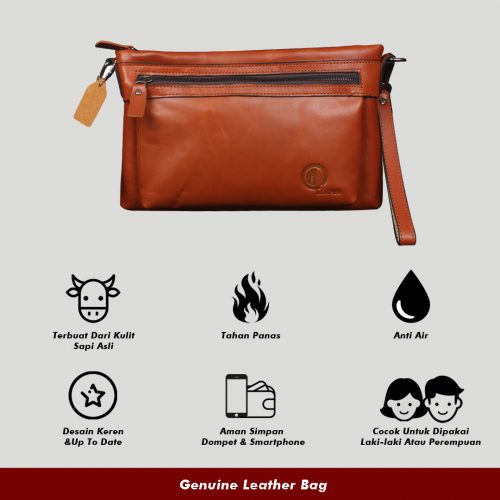 Terbuat Dari Kulit
Sapi Asli
Tahan Panas
Anti Air
Desain Keren
&Up To Date
Aman Simpan
Dompet & Smartphone
Cocok Untuk Dipakai
Laki-laki Atau Perempuan
Genuine Leather Bag